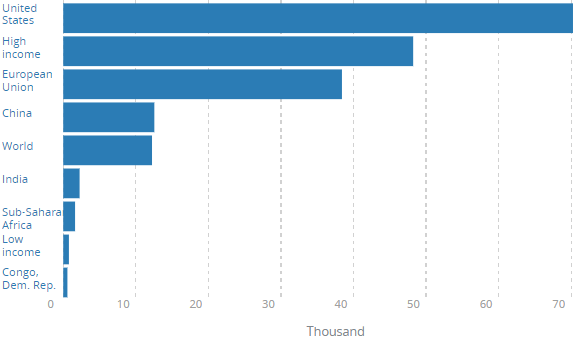 United
States
High
income
European
Union
China
World
India
Sub-Sahara
Africa
Low
income
Congo,
Dem. Rep.
0 10 20 30 40 50 60 70
Thousand